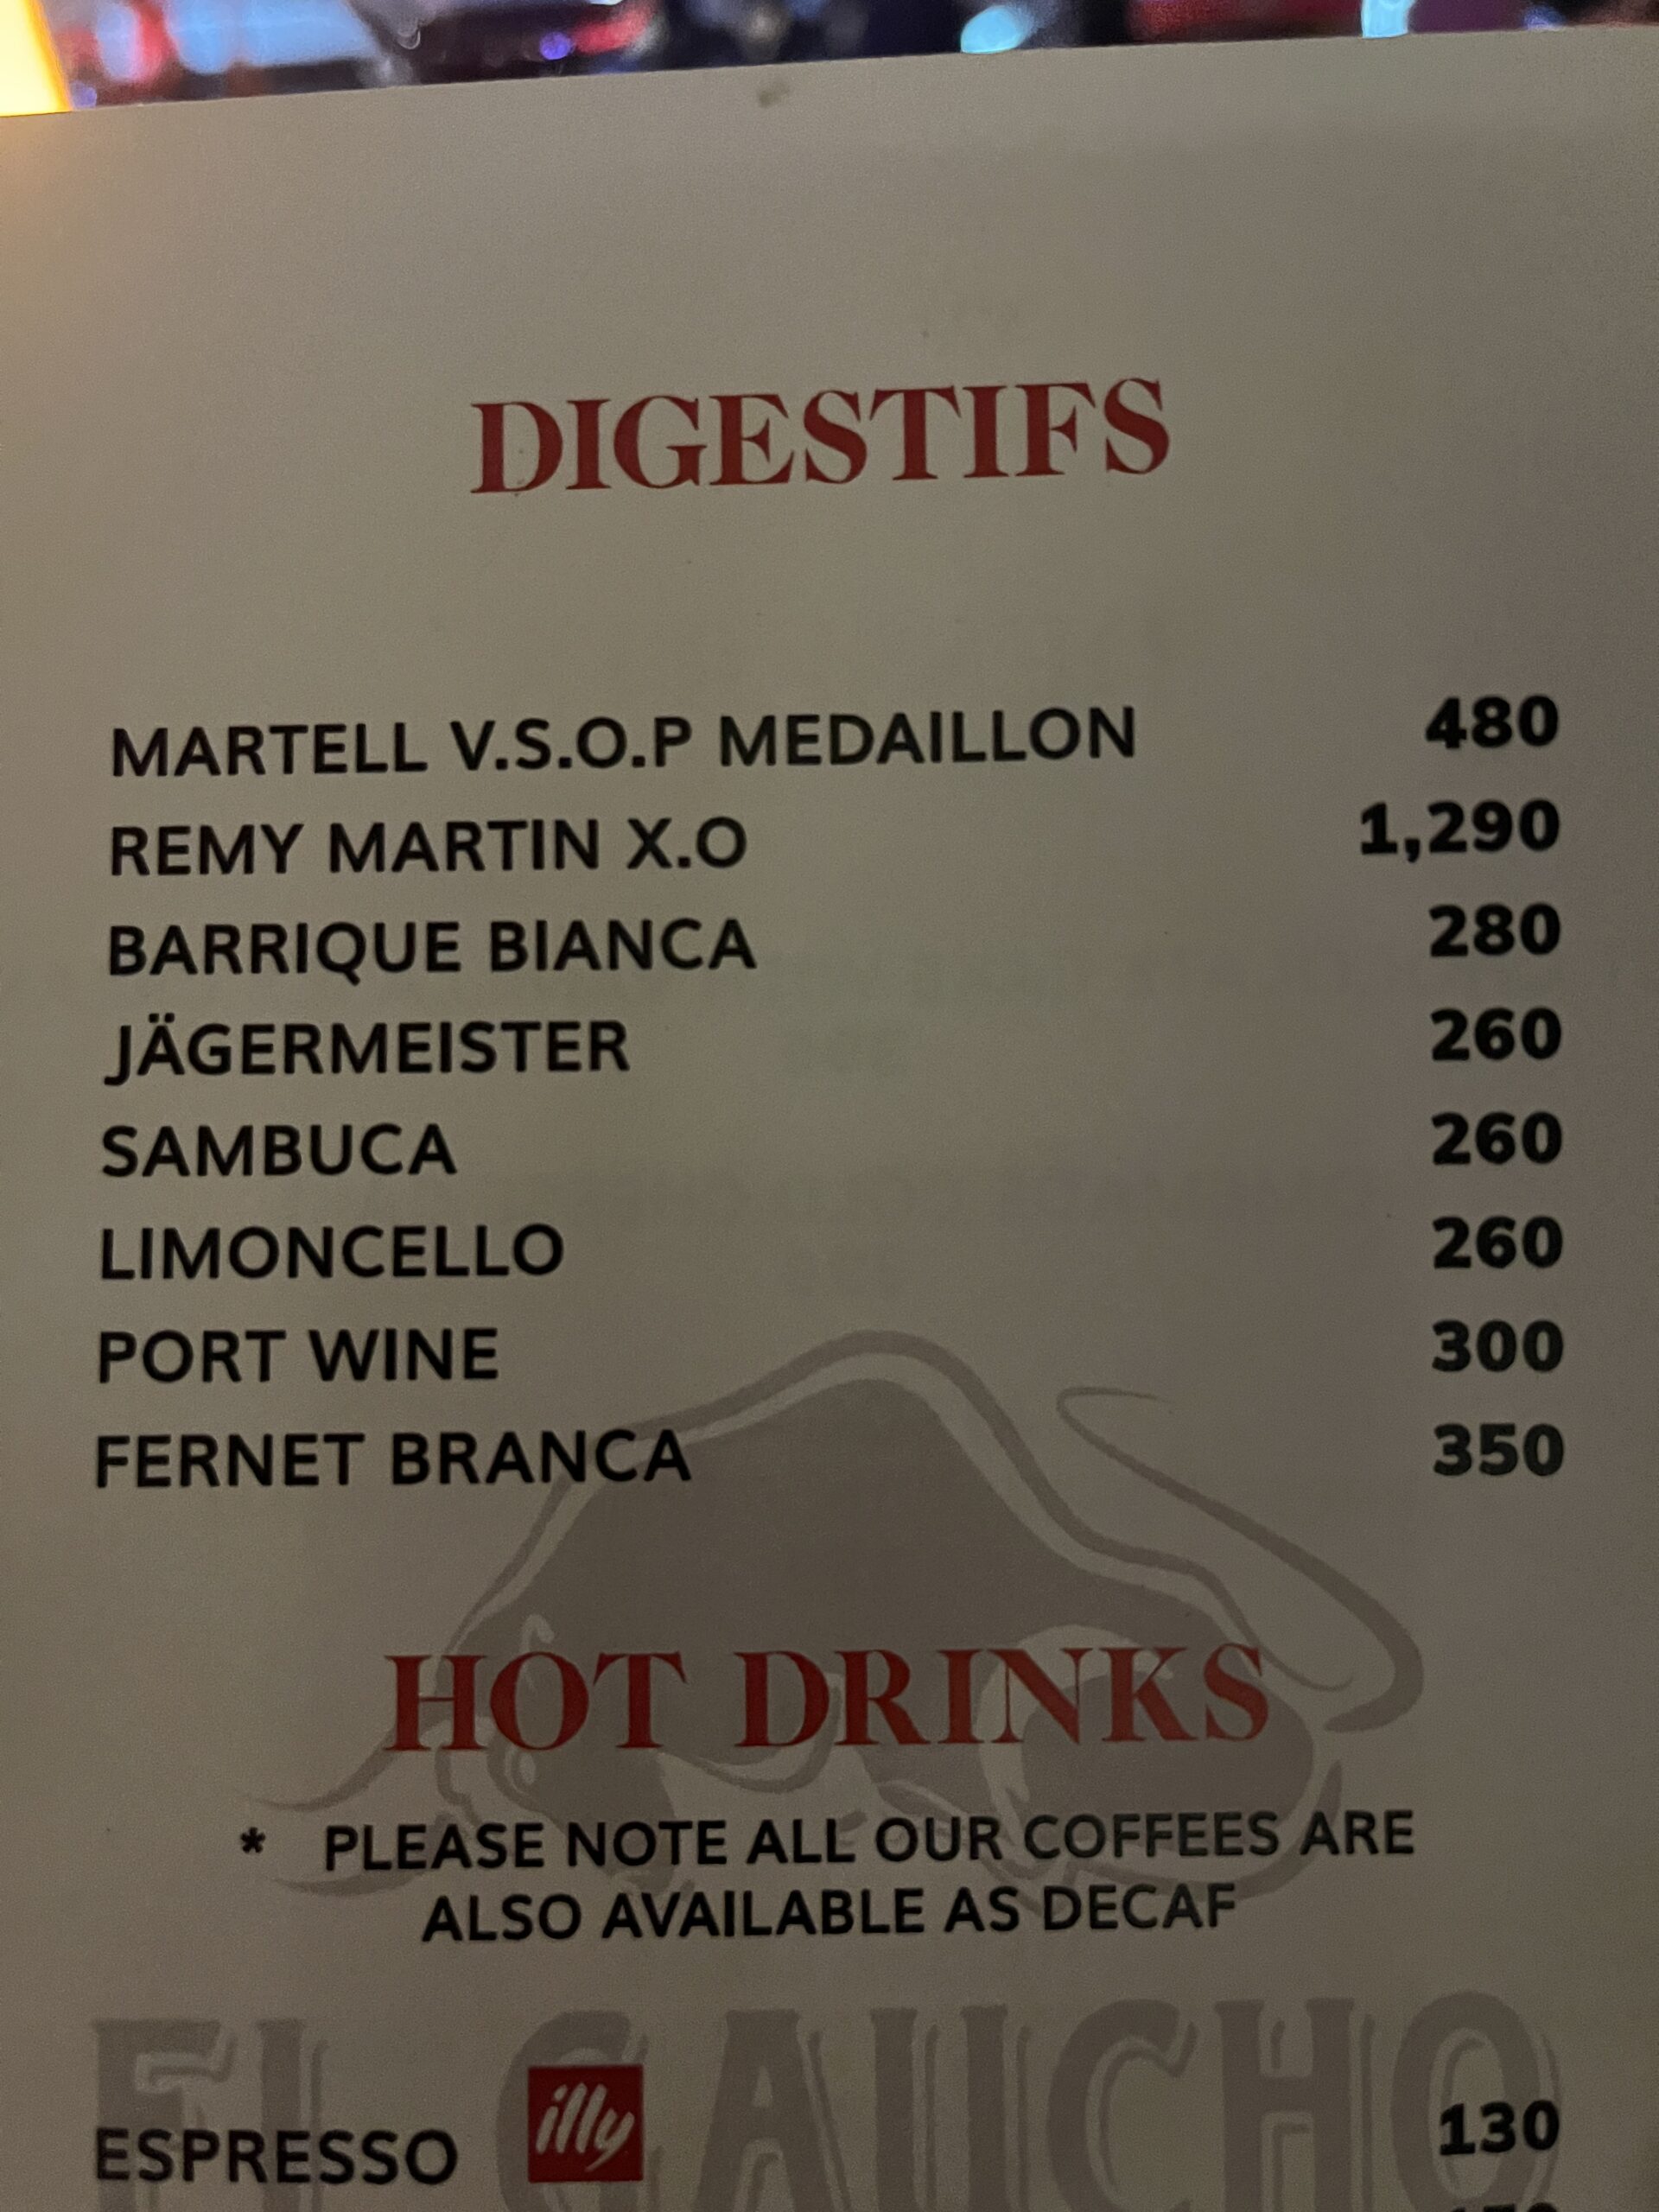 DIGESTIFS
MARTELL V.S.O.P MEDAILLON 480
REMY MARTIN X.O 1,290
BARRIQUE BIANCA 280
JÄGERMEISTER 260
SAMBUCA 260
LIMONCELLO 260
PORT WINE 300
FERNET BRANCA 350
HOT DRINKS
* PLEASE NOTE ALL OUR COFFEES ARE
ALSO AVAILABLE AS DECAF
EL GAUCHO
ESPRESSO illy 130